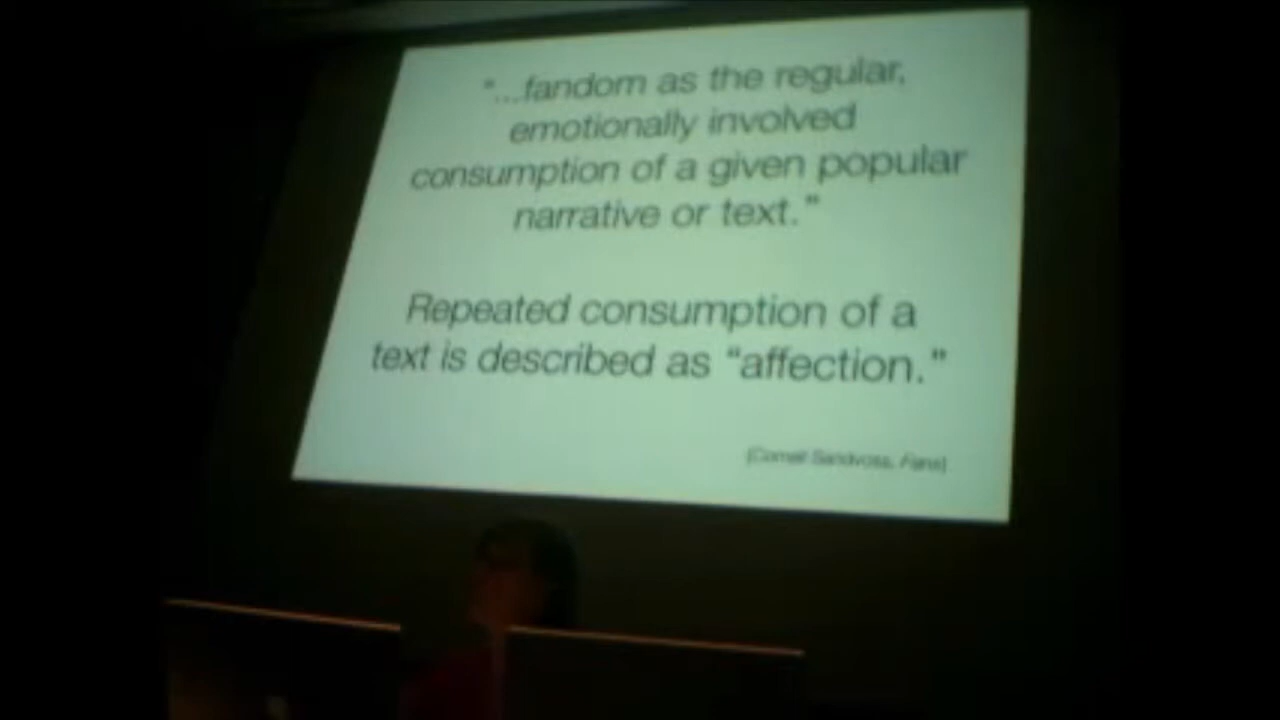 "...fandom as the regular,
emotionally involved
consumption of a given popular
narrative or text."
Repeated consumption of a
text is described as "affection."
(Cornel Sandvoss, Fans)